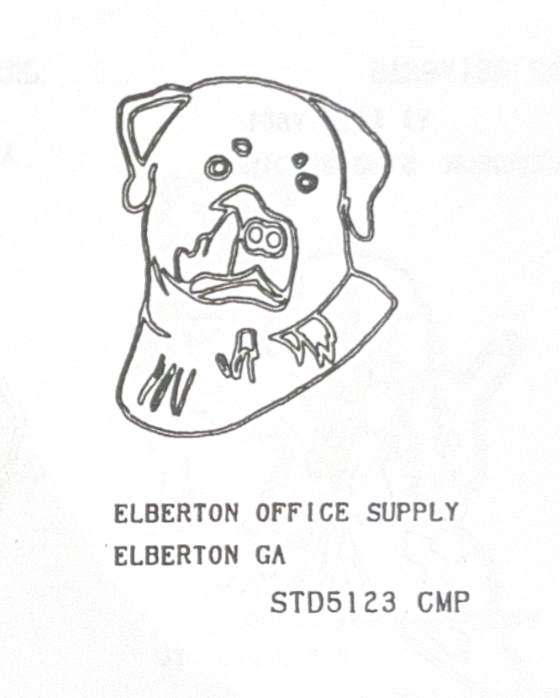 ELBERTON OFFICE SUPPLY
ELBERTON GA
STD5123 CMP